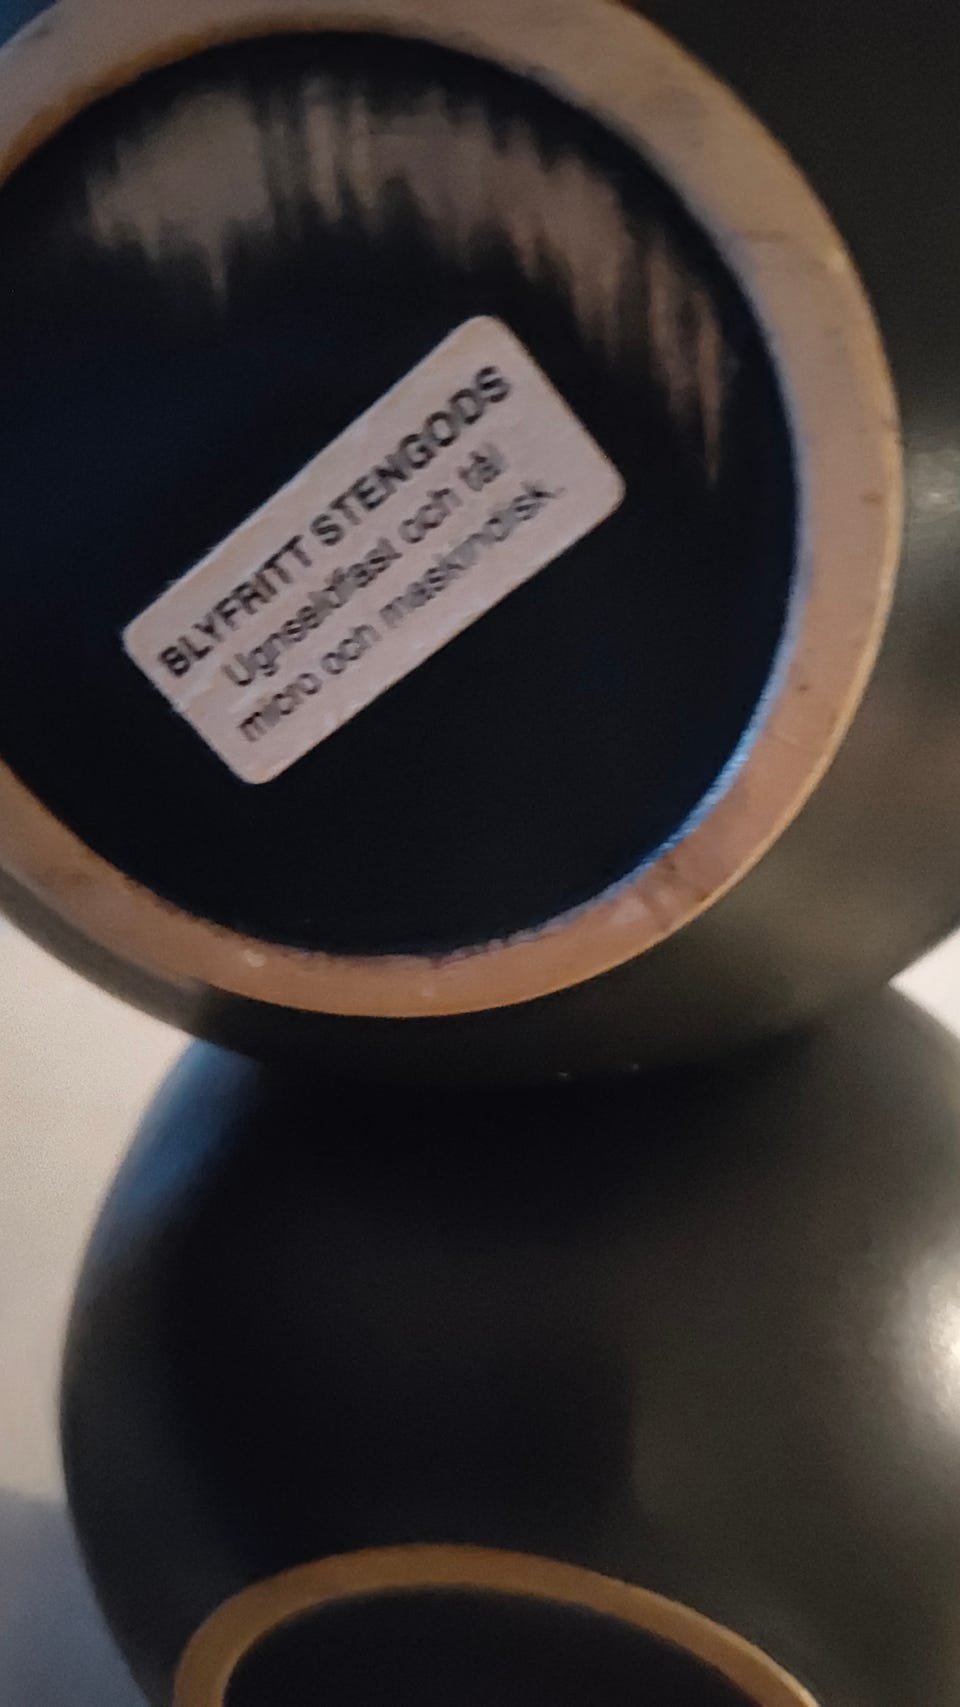 BLYFRITT STENGODS
Ugnseldfast och tål
micro och maskindisk.